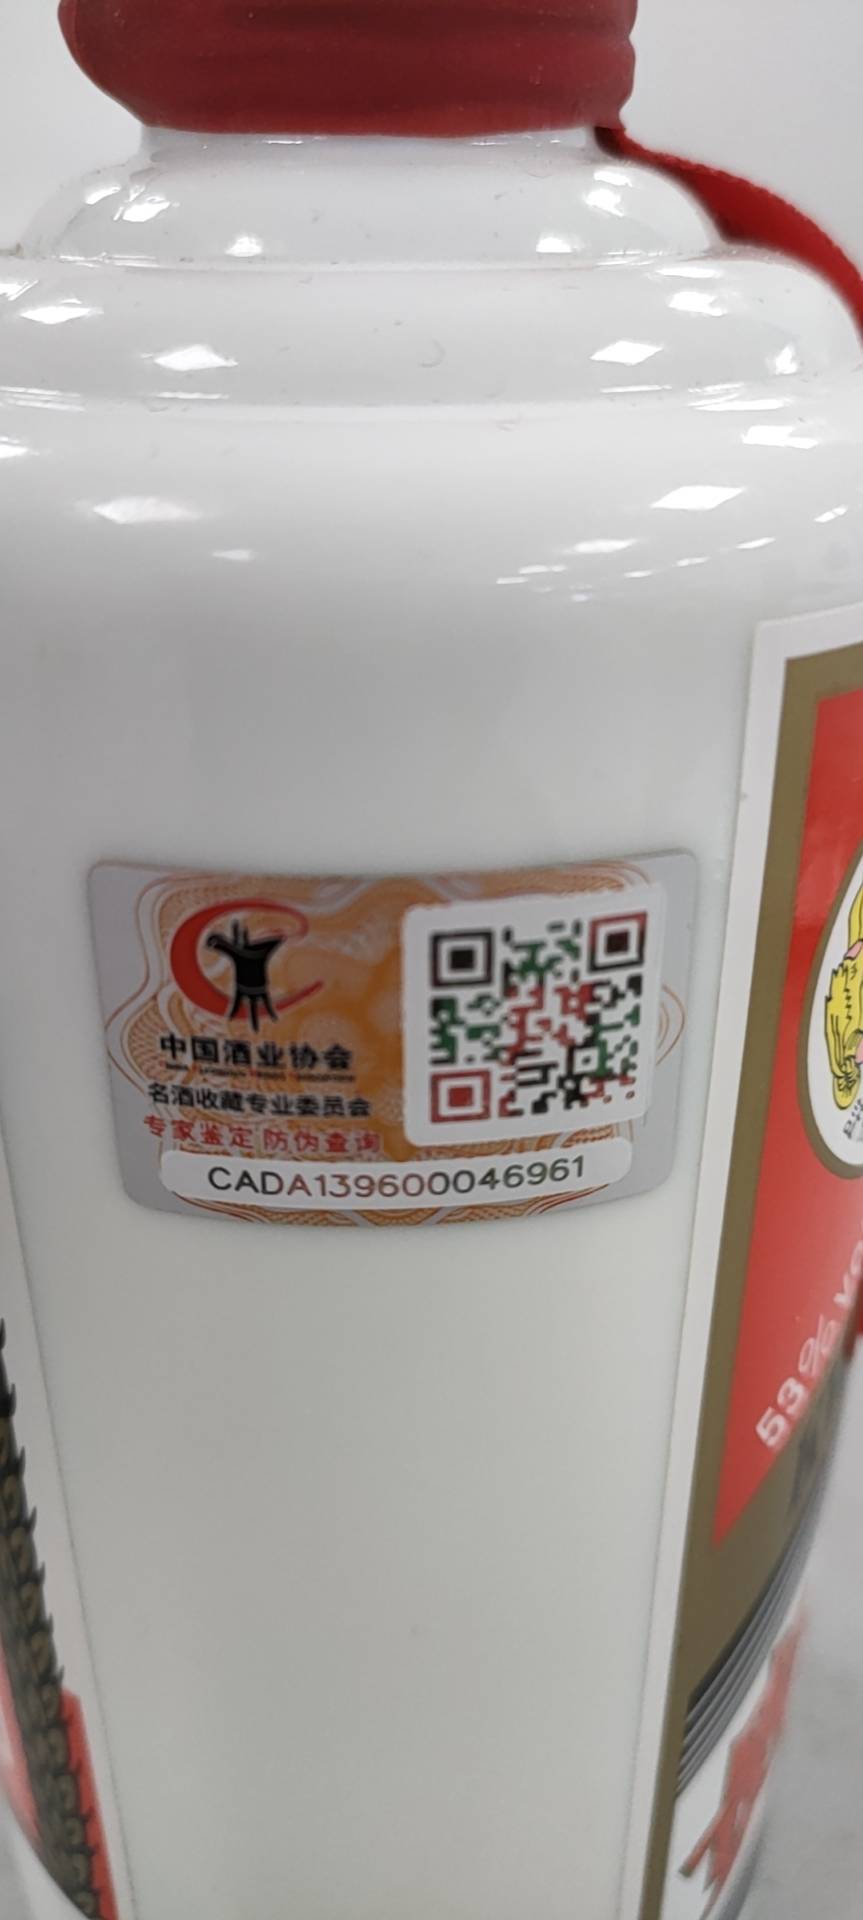 中国酒业协会
名酒收藏专业委员会
专家鉴定 防伪查询
CADA139600046961
53%